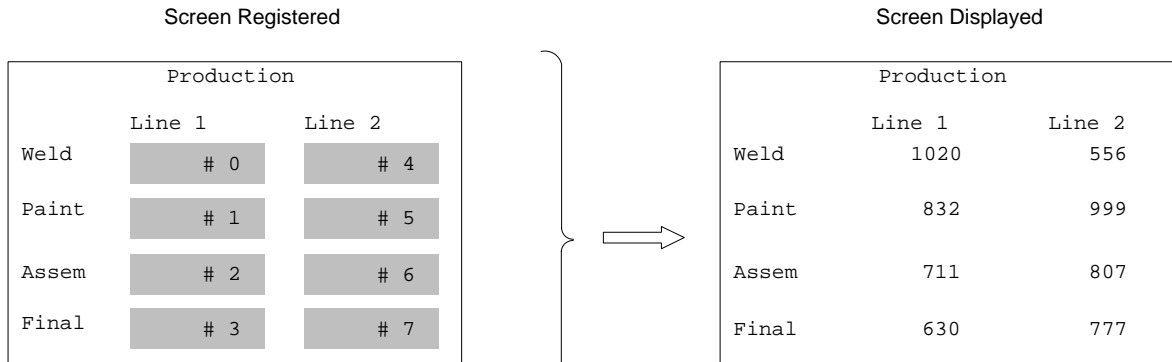 Screen Registered
Screen Displayed
Production
Line 1 Line 2
Weld # 0 # 4
Paint # 1 # 5
Assem # 2 # 6
Final # 3 # 7
Production
Line 1 Line 2
Weld 1020 556
Paint 832 999
Assem 711 807
Final 630 777